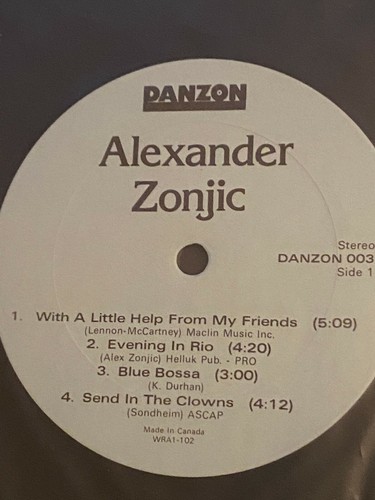 DANZON
Alexander
Zonjic
Stereo
DANZON 003
Side 1
1. With A Little Help From My Friends (5:09)
(Lennon-McCartney) Maclin Music Inc.
2. Evening In Rio (4:20)
(Alex Zonjic) Helluk Pub. - PRO
3. Blue Bossa (3:00)
(K. Durhan)
4. Send In The Clowns (4:12)
(Sondheim) ASCAP
Made In Canada
WRA1-102